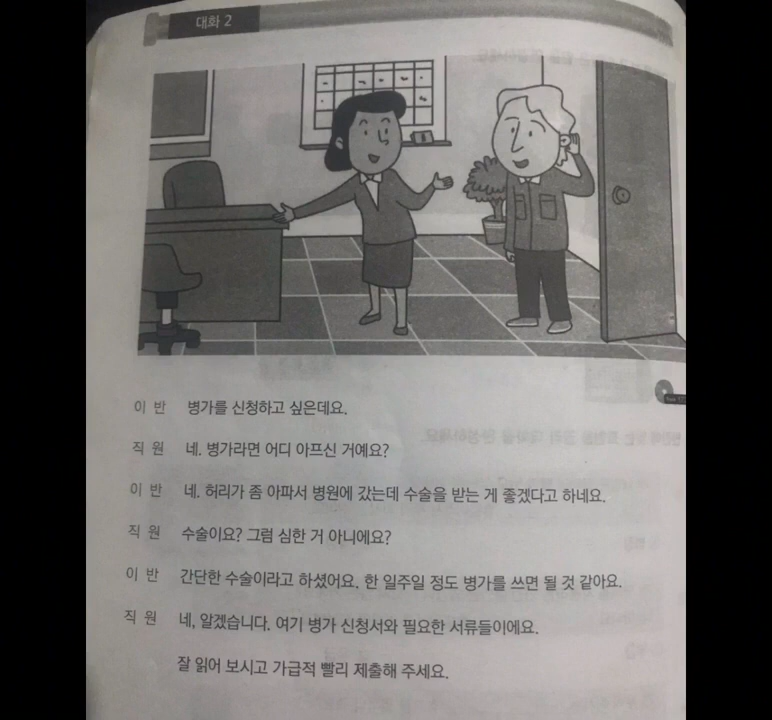 대화 2
이 반 병가를 신청하고 싶은데요.
직 원 네. 병가라면 어디 아프신 거예요?
이 반 네. 허리가 좀 아파서 병원에 갔는데 수술을 받는 게 좋겠다고 하네요.
직 원 수술이요? 그럼 심한 거 아니에요?
이 반 간단한 수술이라고 하셨어요. 한 일주일 정도 병가를 쓰면 될 것 같아요.
직 원 네, 알겠습니다. 여기 병가 신청서와 필요한 서류들이에요.
잘 읽어 보시고 가급적 빨리 제출해 주세요.